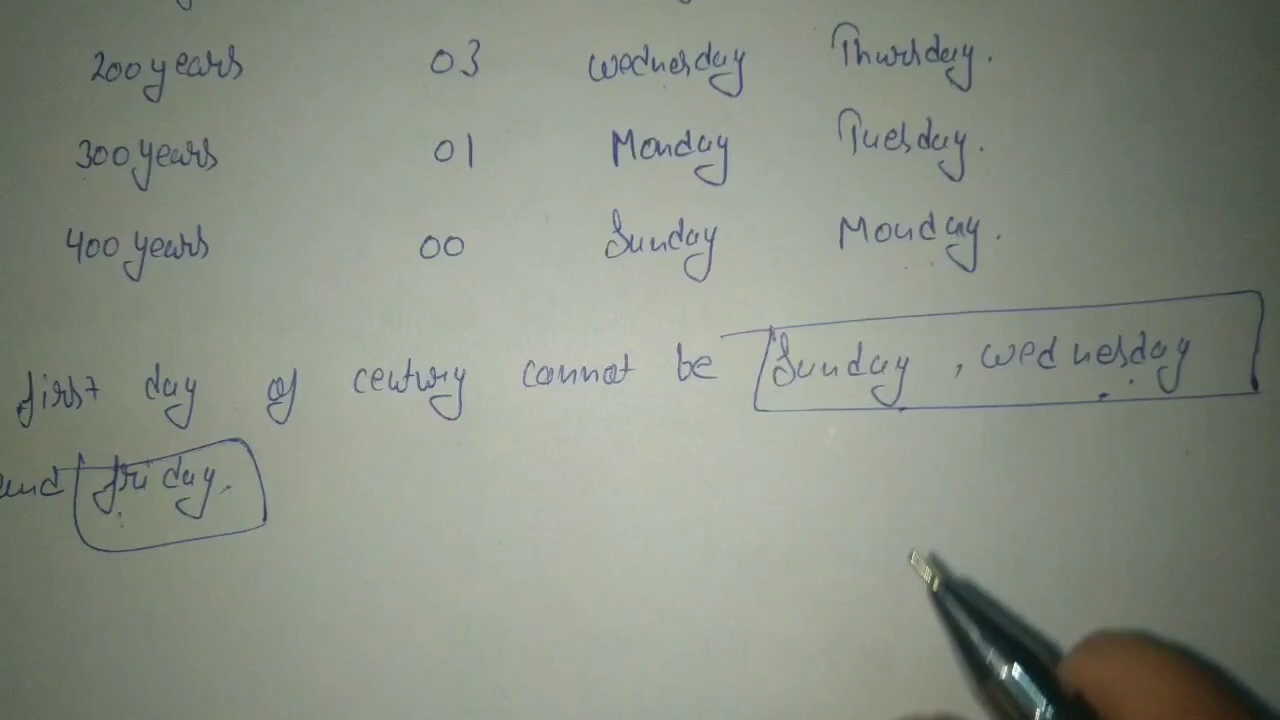 200 years 03 Wednesday Thursday.
300 years 01 Monday Tuesday.
400 years 00 Sunday Monday.
first day of century cannot be Sunday, Wednesday
and friday.